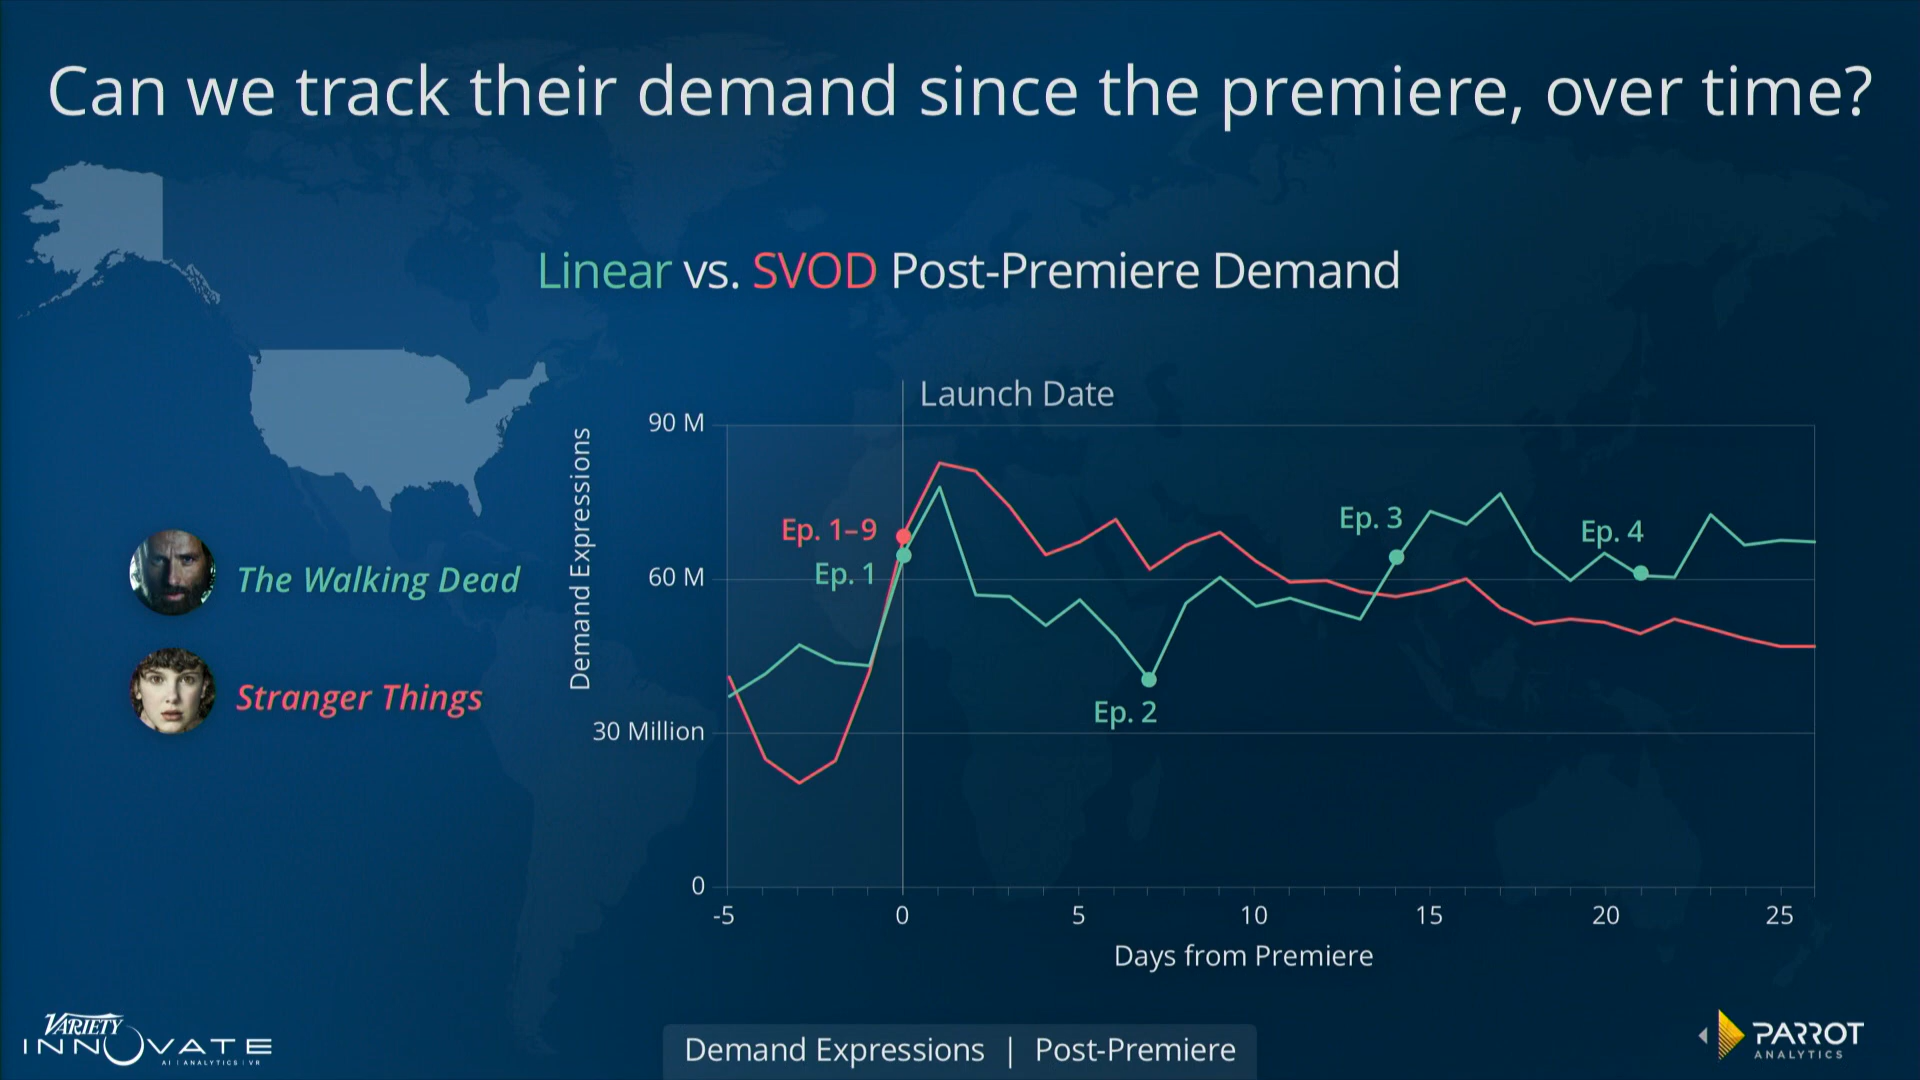 Can we track their demand since the premiere, over time?
Linear vs. SVOD Post-Premiere Demand
Launch Date
90 M
60 M
30 Million
0
Demand Expressions
Ep. 1–9
Ep. 1
Ep. 2
Ep. 3
Ep. 4
The Walking Dead
Stranger Things
-5 0 5 10 15 20 25
Days from Premiere
VARIETY
INNOVATE
AI | ANALYTICS | VR
Demand Expressions | Post-Premiere
PARROT
ANALYTICS